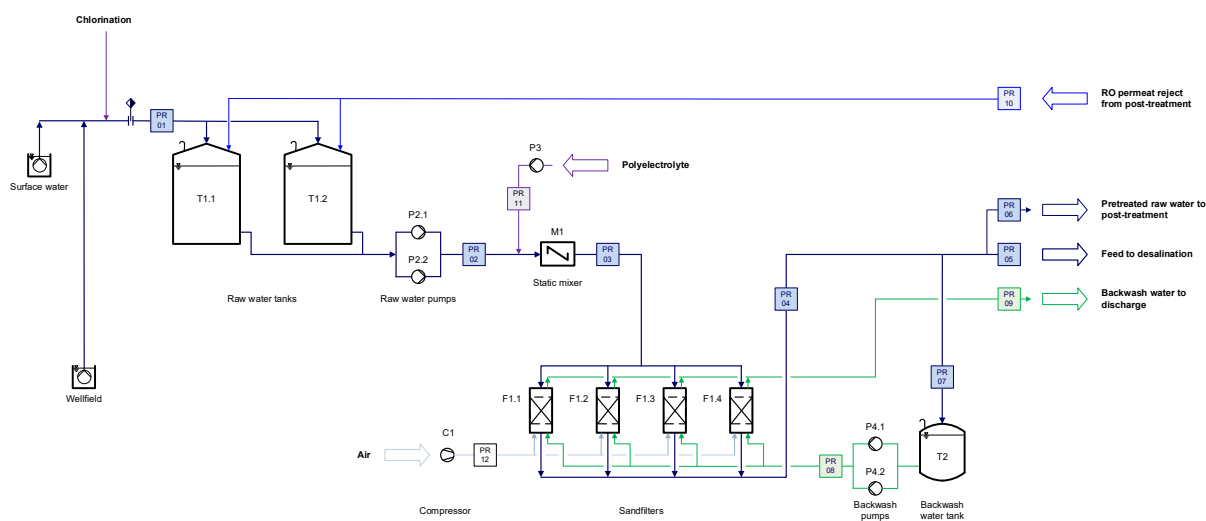 Chlorination
PR
01
PR
10
RO permeat reject
from post-treatment
Surface water
T1.1
T1.2
P3
Polyelectrolyte
PR
11
P2.1
P2.2
PR
02
M1
PR
03
Static mixer
Raw water tanks
Raw water pumps
PR
06
Pretreated raw water to
post-treatment
PR
05
Feed to desalination
PR
04
PR
09
Backwash water to
discharge
Wellfield
PR
07
F1.1
F1.2
F1.3
F1.4
Air
C1
PR
12
P4.1
P4.2
PR
08
T2
Compressor
Sandfilters
Backwash
pumps
Backwash
water tank